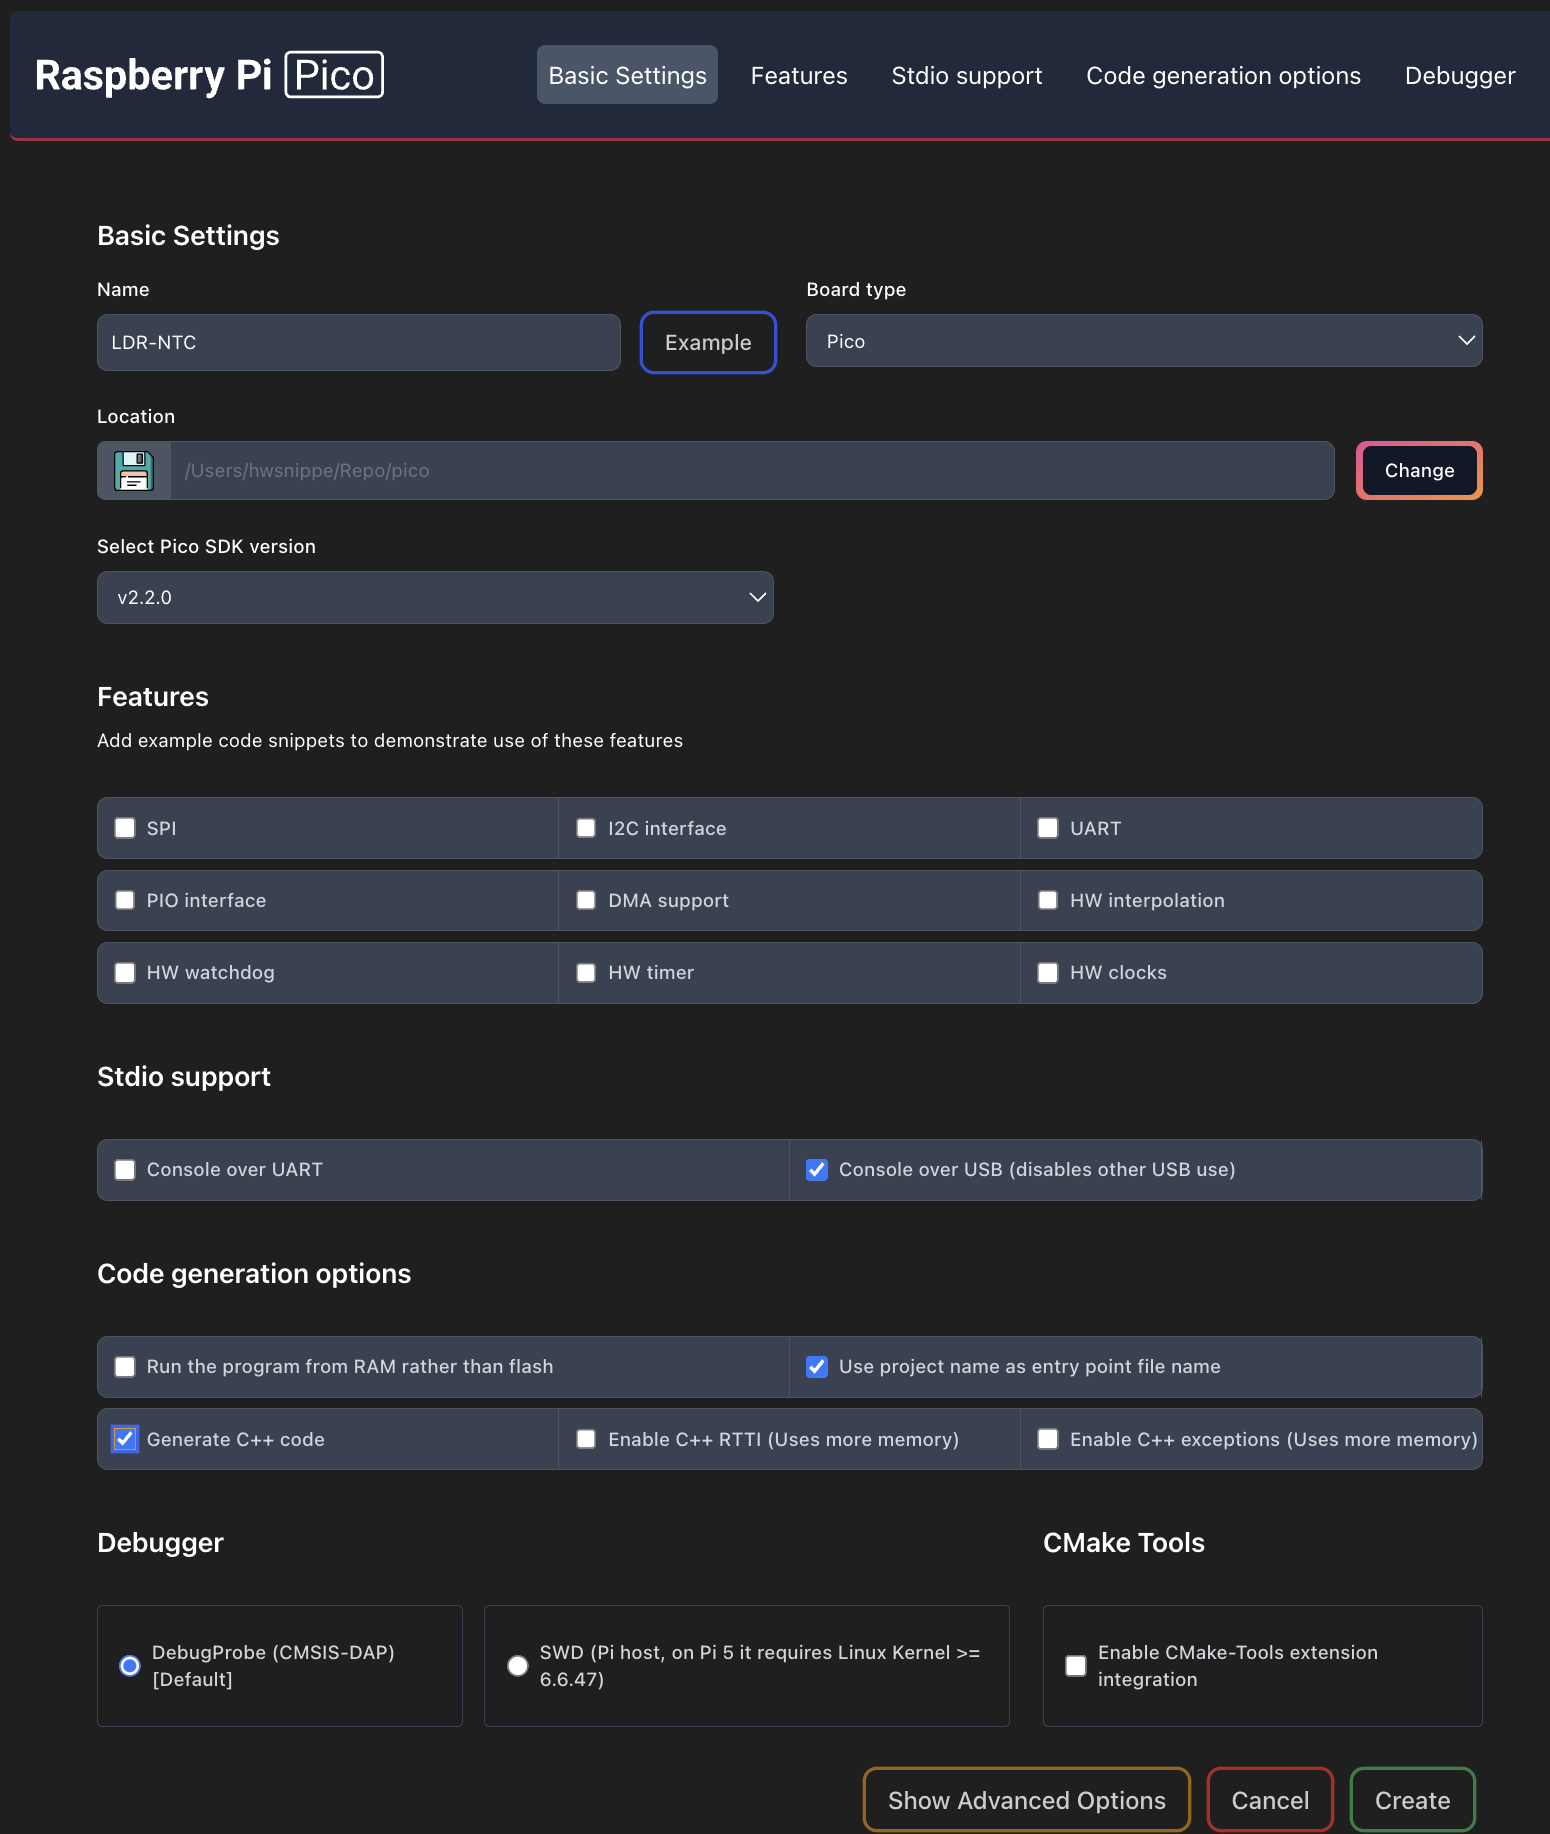 Raspberry Pi Pico
Basic Settings Features Stdio support Code generation options Debugger
Basic Settings
Name
Board type
LDR-NTC
Example
Pico
Location
/Users/hwsnippe/Repo/pico
Change
Select Pico SDK version
v2.2.0
Features
Add example code snippets to demonstrate use of these features
SPI
I2C interface
UART
PIO interface
DMA support
HW interpolation
HW watchdog
HW timer
HW clocks
Stdio support
Console over UART
Console over USB (disables other USB use)
Code generation options
Run the program from RAM rather than flash
Use project name as entry point file name
Generate C++ code
Enable C++ RTTI (Uses more memory)
Enable C++ exceptions (Uses more memory)
Debugger
CMake Tools
DebugProbe (CMSIS-DAP)
[Default]
SWD (Pi host, on Pi 5 it requires Linux Kernel >=
6.6.47)
Enable CMake-Tools extension
integration
Show Advanced Options
Cancel
Create